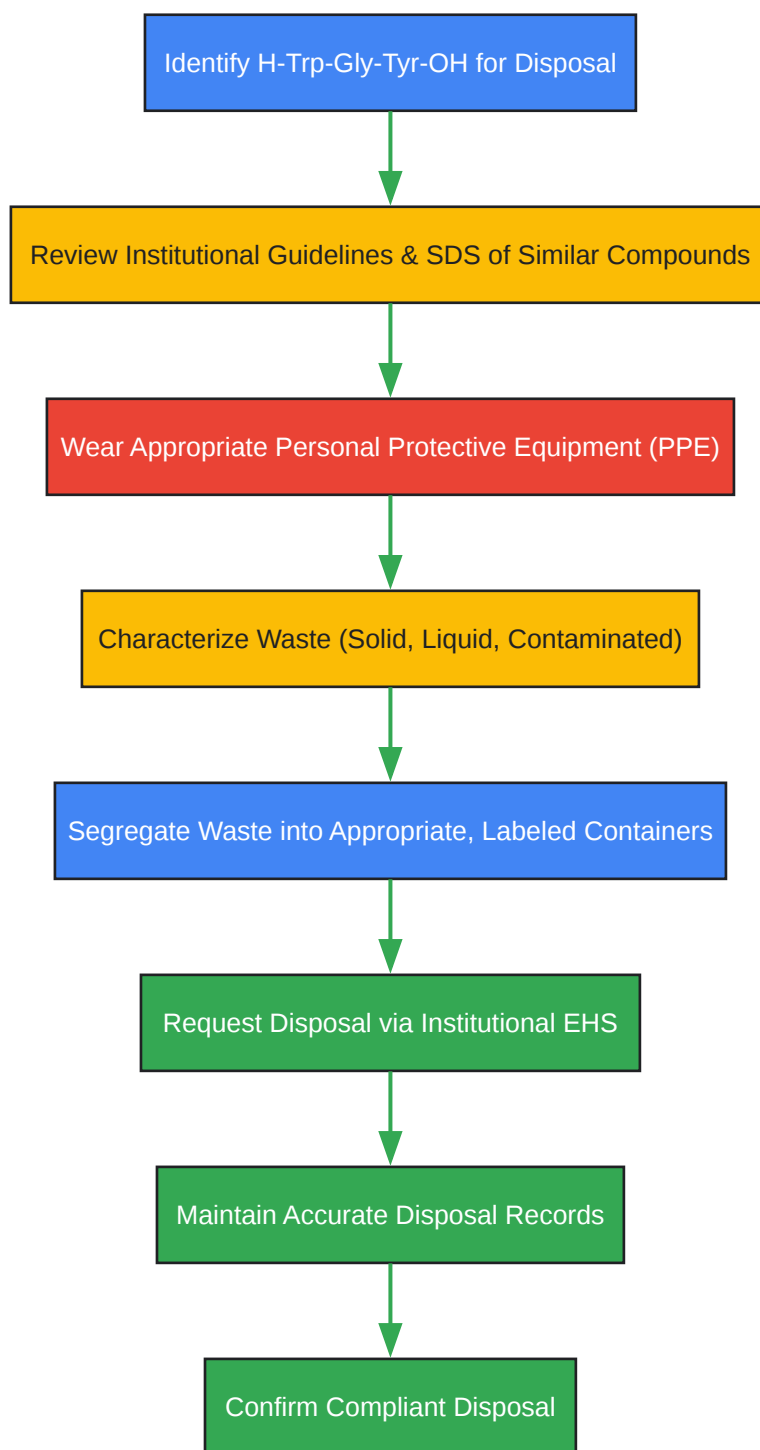 Identify H-Trp-Gly-Tyr-OH for Disposal
Review Institutional Guidelines & SDS of Similar Compounds
Wear Appropriate Personal Protective Equipment (PPE)
Characterize Waste (Solid, Liquid, Contaminated)
Segregate Waste into Appropriate, Labeled Containers
Request Disposal via Institutional EHS
Maintain Accurate Disposal Records
Confirm Compliant Disposal